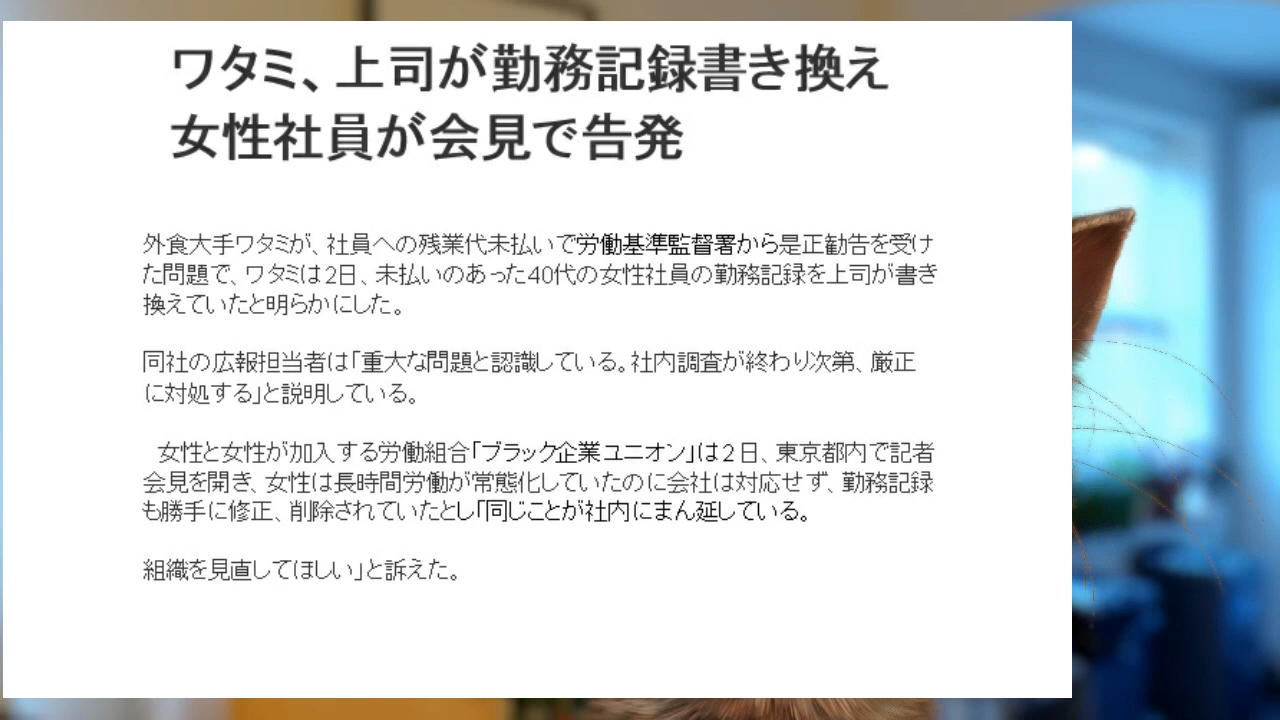 ワタミ、上司が勤務記録書き換え
女性社員が会見で告発
外食大手ワタミが、社員への残業代未払いで労働基準監督署から是正勧告を受け
た問題で、ワタミは2日、未払いのあった40代の女性社員の勤務記録を上司が書き
換えていたと明らかにした。
同社の広報担当者は「重大な問題と認識している。社内調査が終わり次第、厳正
に対処する」と説明している。
女性と女性が加入する労働組合「ブラック企業ユニオン」は２日、東京都内で記者
会見を開き、女性は長時間労働が常態化していたのに会社は対応せず、勤務記録
も勝手に修正、削除されていたとし「同じことが社内にまん延している。
組織を見直してほしい」と訴えた。